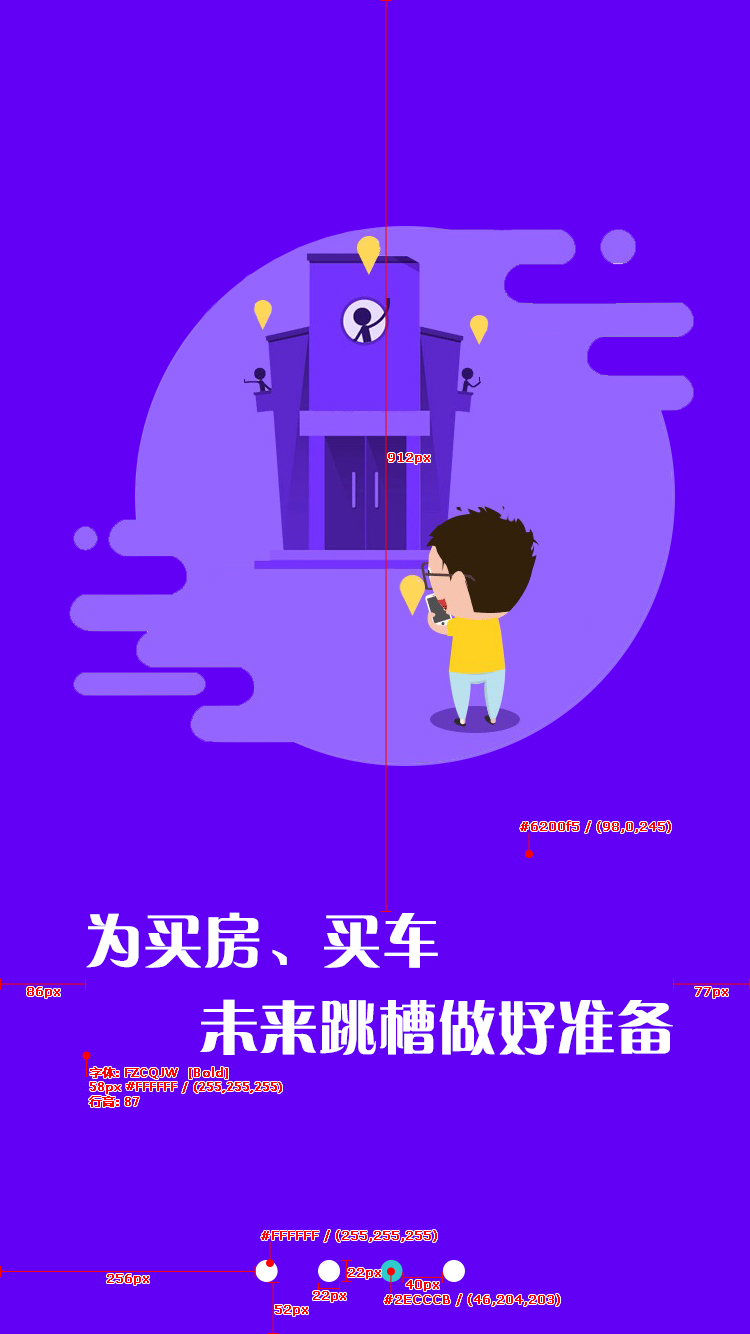 912px
#6200f5 / (98,0,245)
为买房、买车
86px
77px
未来跳槽做好准备
字体: FZCQJW [Bold]
58px #FFFFFF / (255,255,255)
行高: 87
#FFFFFF / (255,255,255)
256px
22px
40px
22px
#2ECCCB / (46,204,203)
52px